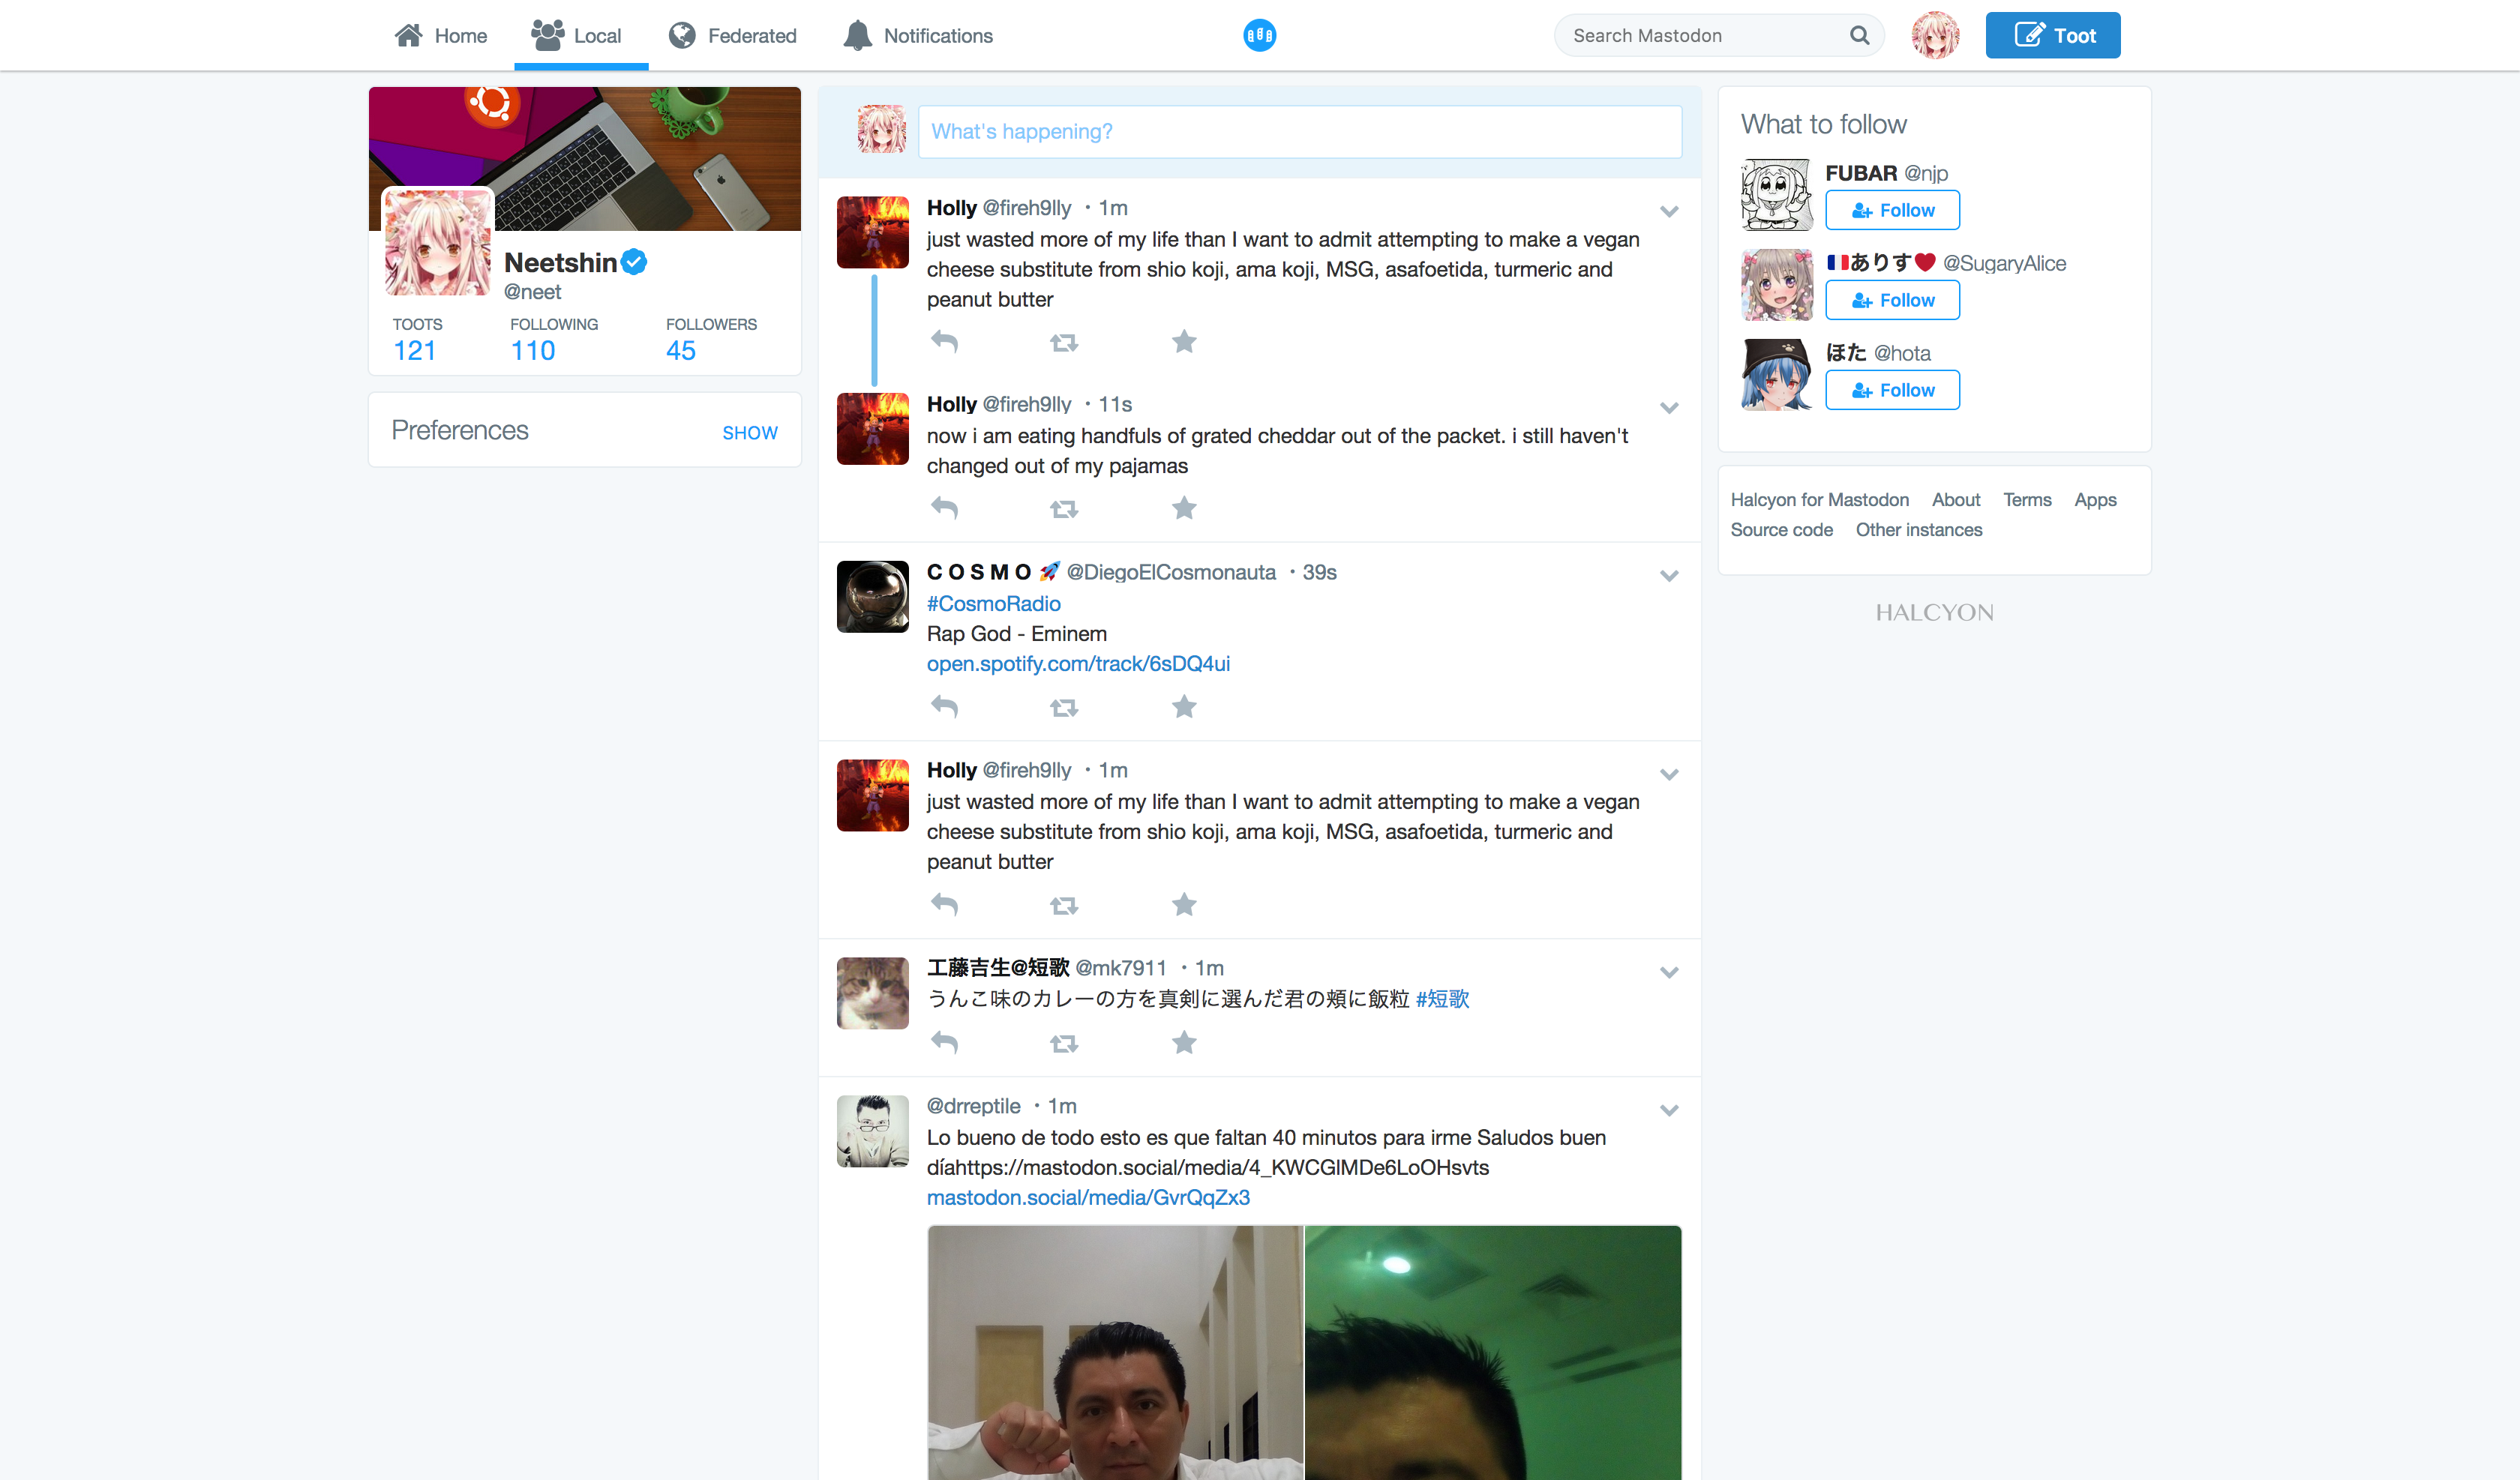 Home
Local
Federated
Notifications
Search Mastodon
Toot
Neetshin
@neet
TOOTS FOLLOWING FOLLOWERS
121 110 45
Preferences SHOW
What's happening?
Holly @fireh9lly ・1m
just wasted more of my life than I want to admit attempting to make a vegan
cheese substitute from shio koji, ama koji, MSG, asafoetida, turmeric and
peanut butter
Holly @fireh9lly ・11s
now i am eating handfuls of grated cheddar out of the packet. i still haven't
changed out of my pajamas
C O S M O 🚀 @DiegoElCosmonauta ・39s
#CosmoRadio
Rap God - Eminem
open.spotify.com/track/6sDQ4ui
Holly @fireh9lly ・1m
just wasted more of my life than I want to admit attempting to make a vegan
cheese substitute from shio koji, ama koji, MSG, asafoetida, turmeric and
peanut butter
工藤吉生@短歌 @mk7911 ・1m
うんこ味のカレーの方を真剣に選んだ君の頰に飯粒 #短歌
@drreptile ・1m
Lo bueno de todo esto es que faltan 40 minutos para irme Saludos buen
díahttps://mastodon.social/media/4_KWCGlMDe6LoOHsvts
mastodon.social/media/GvrQqZx3
What to follow
FUBAR @njp
Follow
🇫🇷ありす❤ @SugaryAlice
Follow
ほた @hota
Follow
Halcyon for Mastodon About Terms Apps
Source code Other instances
HALCYON